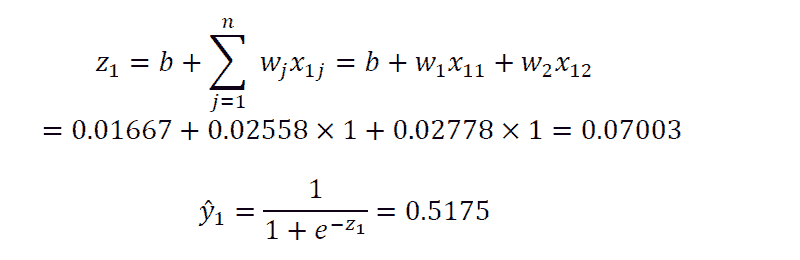 z₁ = b + ∑ⱼ₌₁ⁿ wⱼx₁ⱼ = b + w₁x₁₁ + w₂x₁₂
= 0.01667 + 0.02558 × 1 + 0.02778 × 1 = 0.07003
ŷ₁ = 1 / (1 + e^(−z₁)) = 0.5175